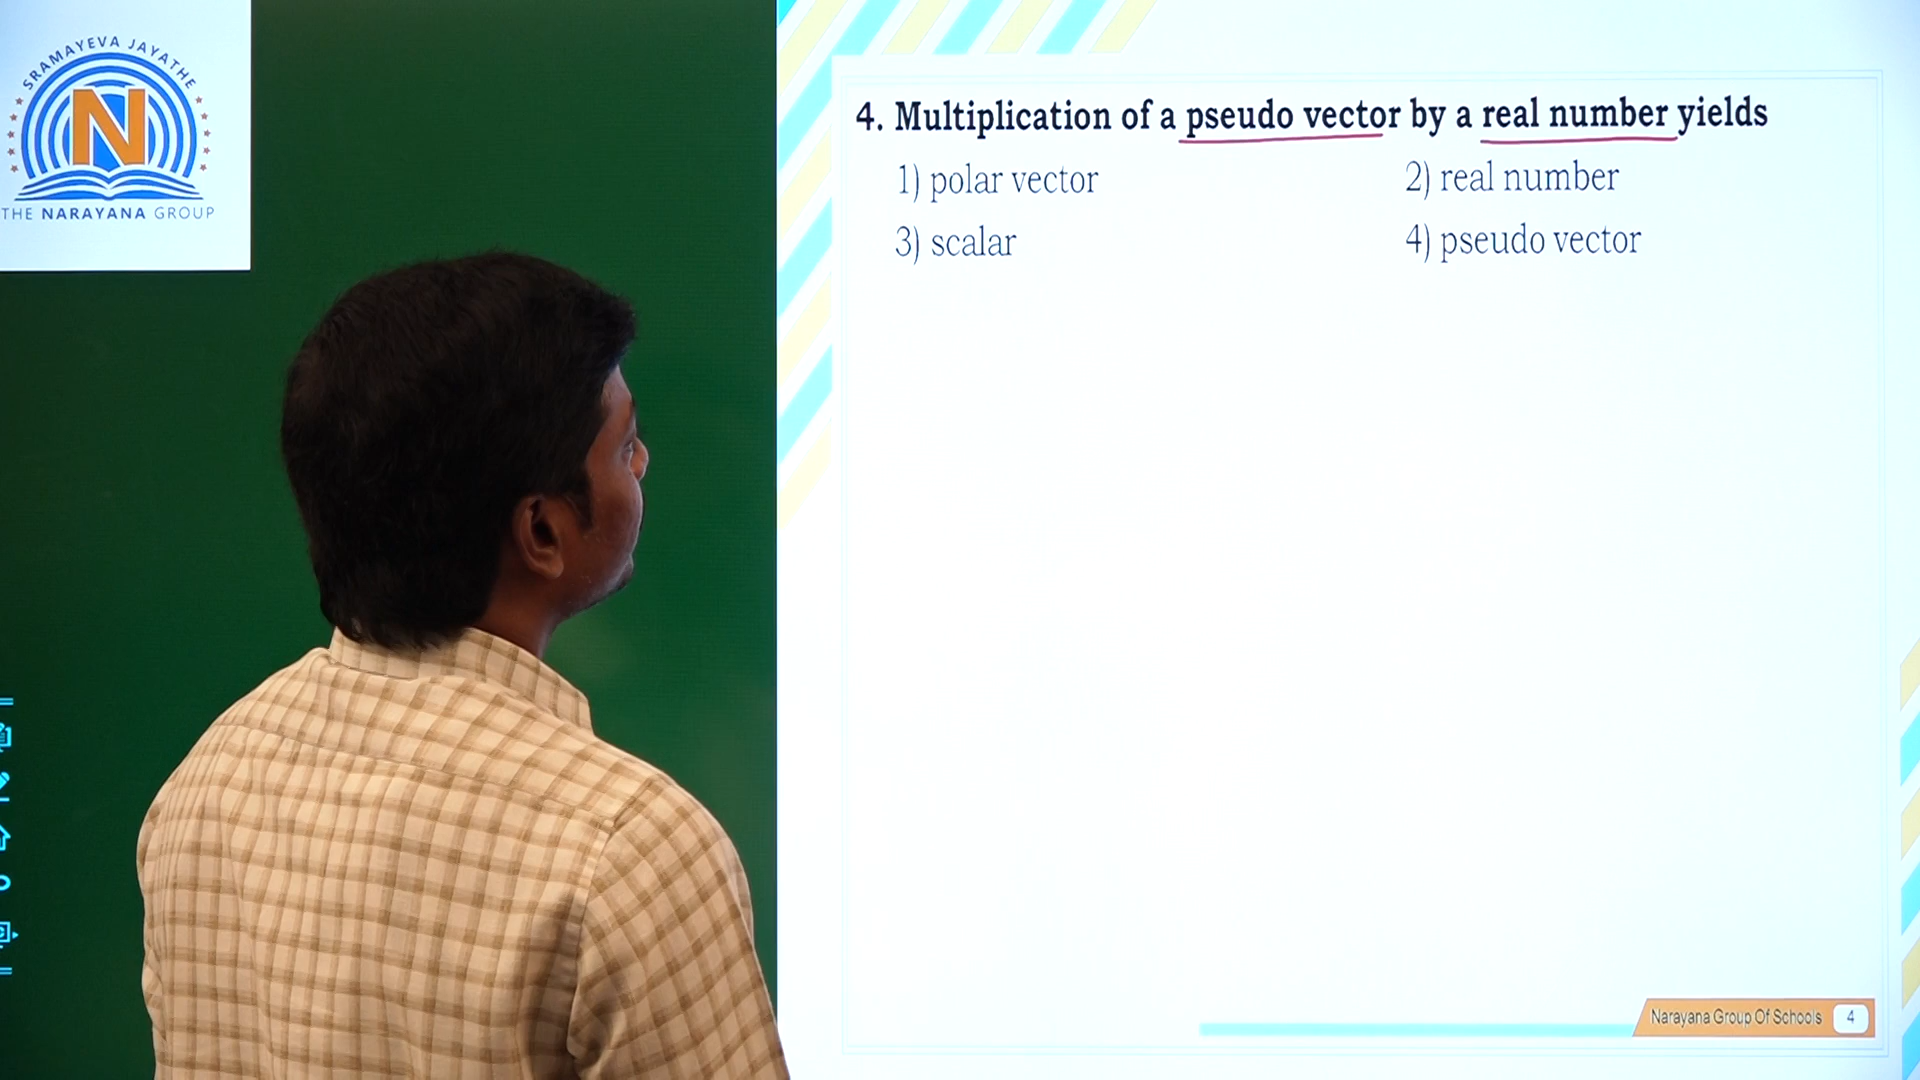 SRAMAYEVA JAYATHE
N
THE NARAYANA GROUP
4. Multiplication of a pseudo vector by a real number yields
1) polar vector
2) real number
3) scalar
4) pseudo vector
Narayana Group Of Schools 4